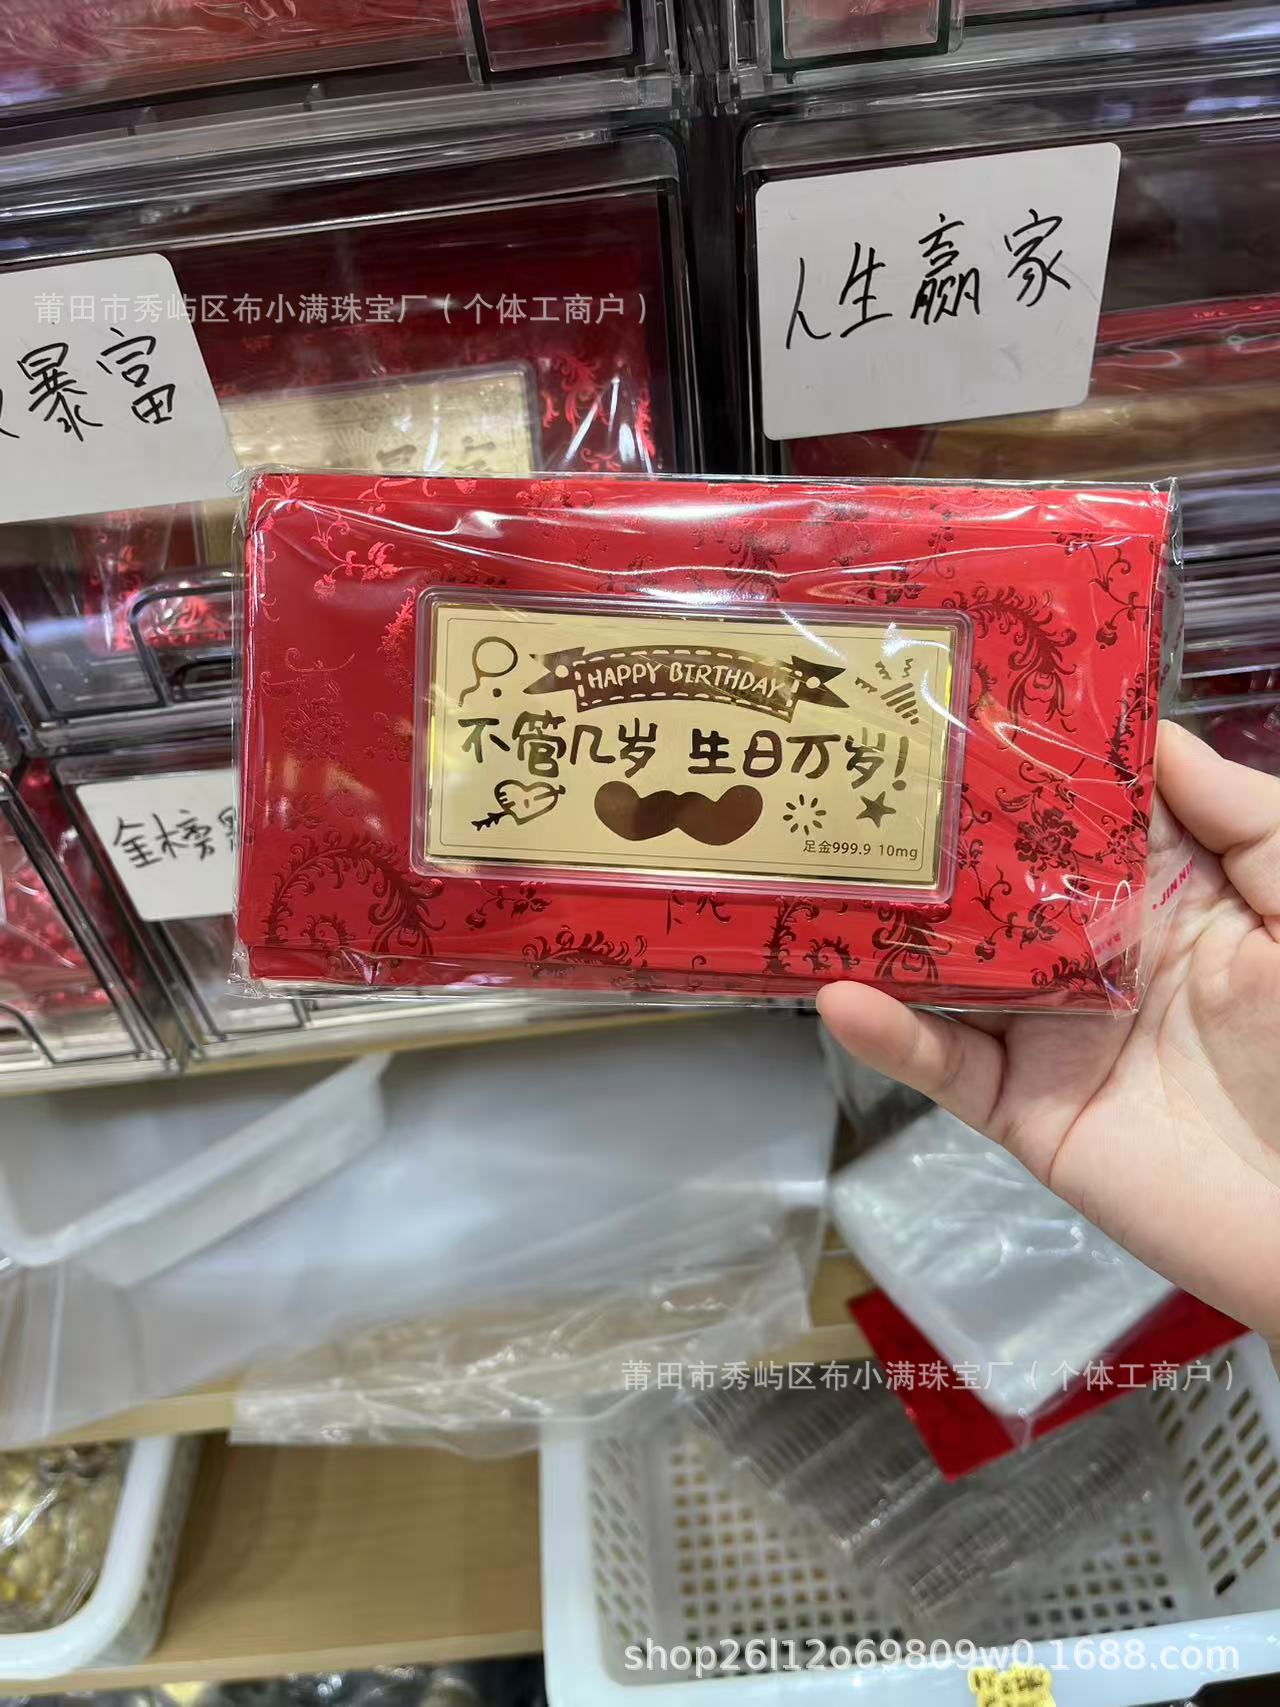 人生赢家
莆田市秀屿区布小满珠宝厂（个体工商户）
暴富
HAPPY BIRTHDAY
不管几岁 生日万岁!
足金999.9 10mg
金榜
莆田市秀屿区布小满珠宝厂（个体工商户）
shop26l12o69809w0.1688.com